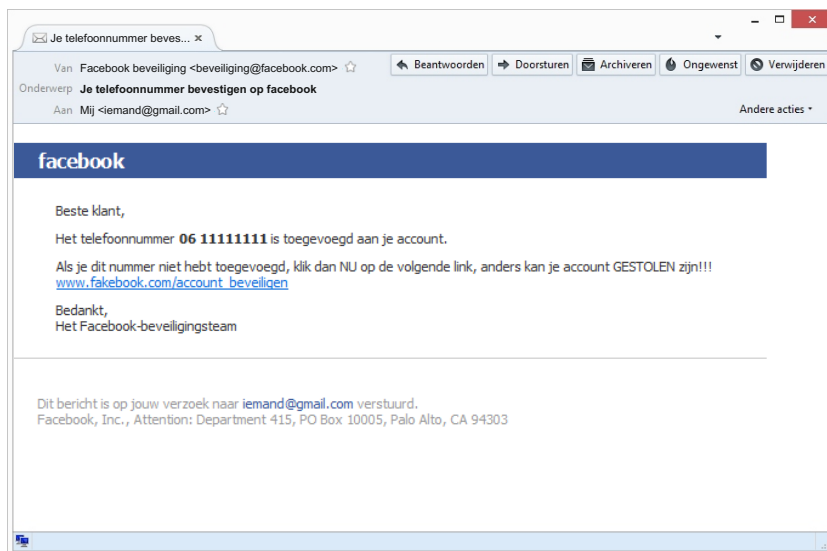 Je telefoonnummer beves... ×
Van Facebook beveiliging <beveiliging@facebook.com>
Beantwoorden Doorsturen Archiveren Ongewenst Verwijderen
Onderwerp Je telefoonnummer bevestigen op facebook
Aan Mij <iemand@gmail.com>
Andere acties
facebook
Beste klant,
Het telefoonnummer 06 11111111 is toegevoegd aan je account.
Als je dit nummer niet hebt toegevoegd, klik dan NU op de volgende link, anders kan je account GESTOLEN zijn!!!
www.fakebook.com/account_beveiligen
Bedankt,
Het Facebook-beveiligingsteam
Dit bericht is op jouw verzoek naar iemand@gmail.com verstuurd.
Facebook, Inc., Attention: Department 415, PO Box 10005, Palo Alto, CA 94303